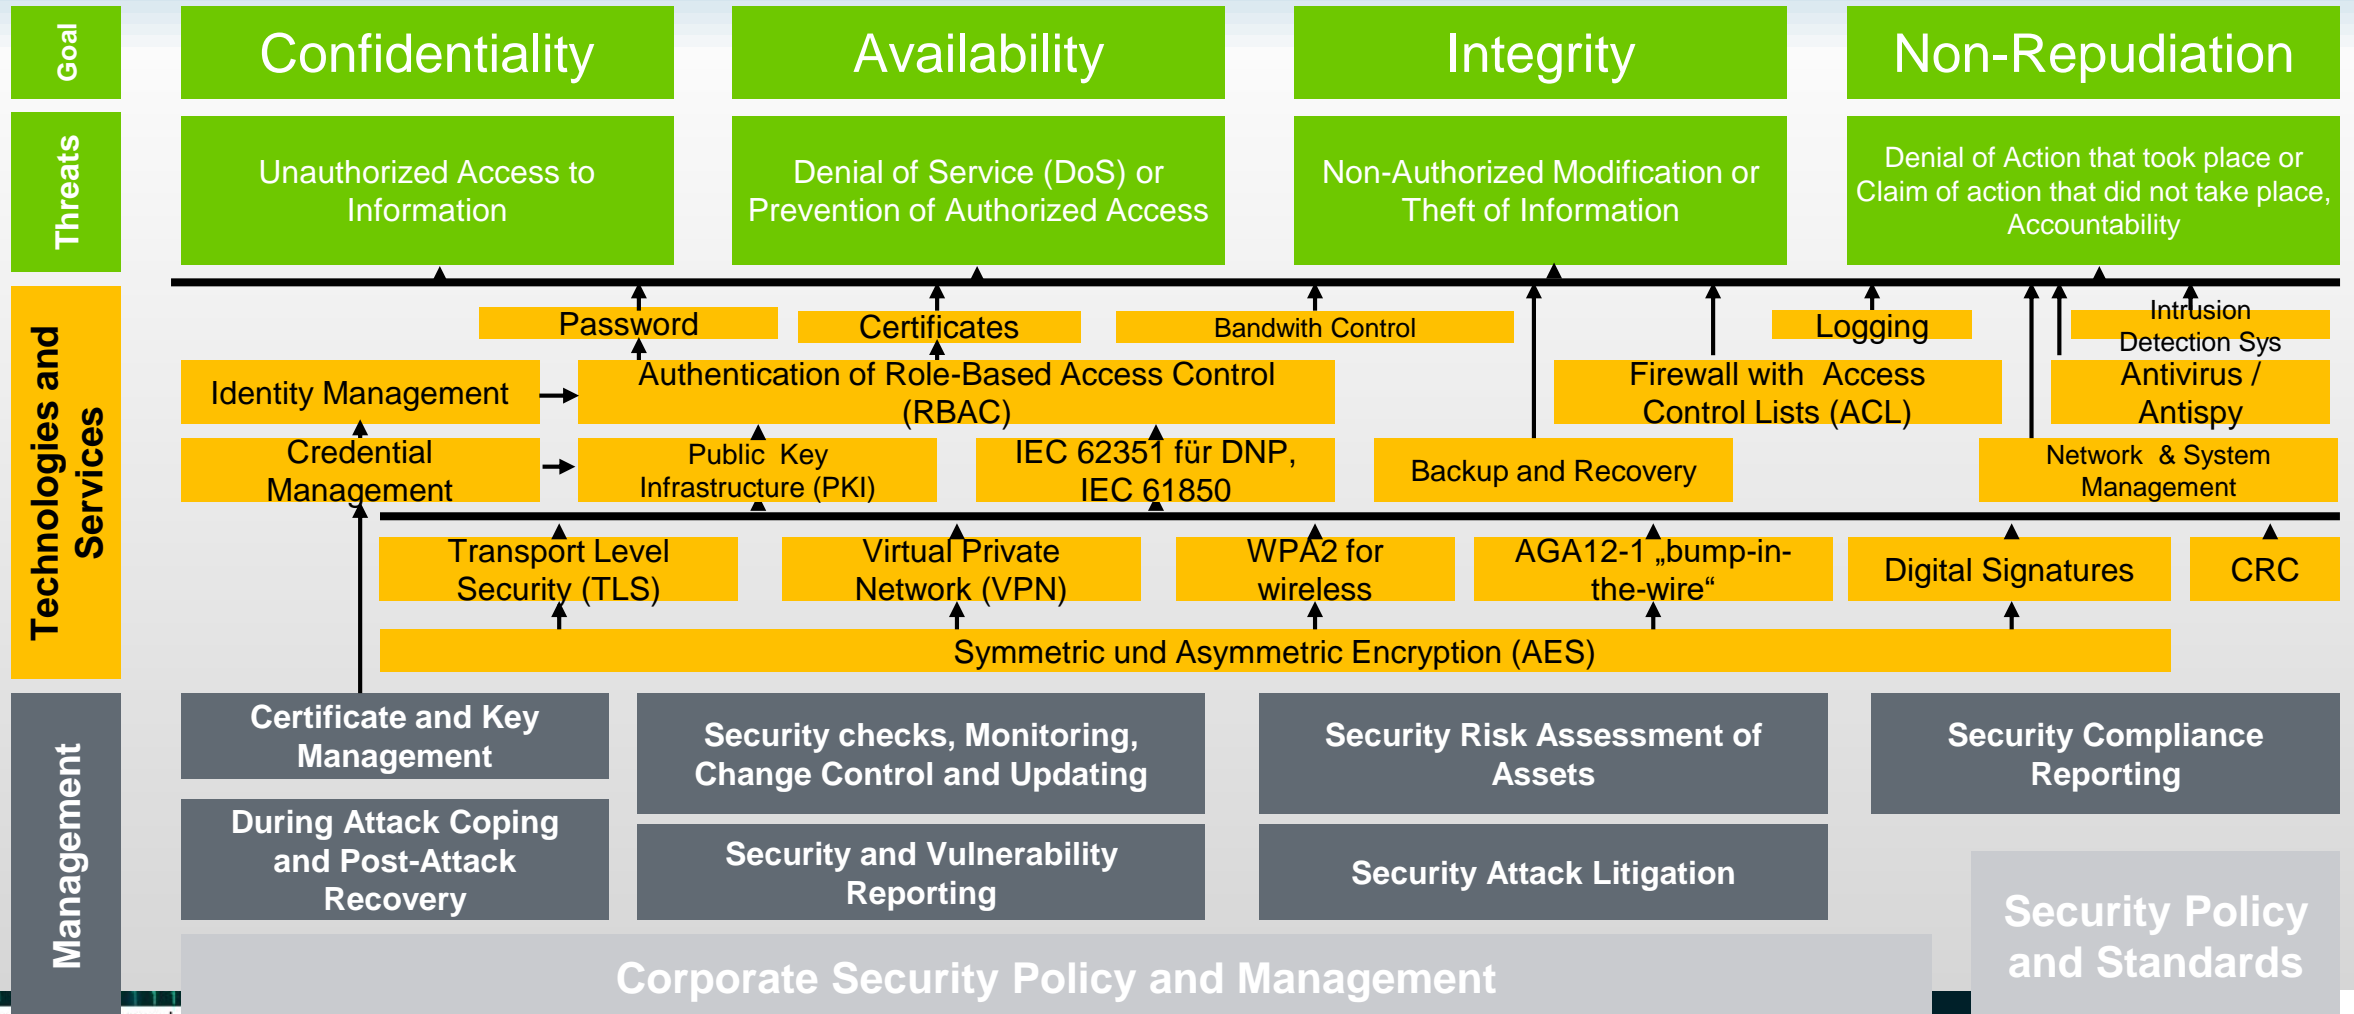 Goal
Confidentiality
Availability
Integrity
Non-Repudiation
Threats
Unauthorized Access to
Information
Denial of Service (DoS) or
Prevention of Authorized Access
Non-Authorized Modification or
Theft of Information
Denial of Action that took place or
Claim of action that did not take place,
Accountability
Technologies and
Services
Password
Certificates
Bandwith Control
Logging
Intrusion
Detection Sys
Identity Management
Authentication of Role-Based Access Control
(RBAC)
Firewall with Access
Control Lists (ACL)
Antivirus /
Antispy
Credential
Management
Public Key
Infrastructure (PKI)
IEC 62351 für DNP,
IEC 61850
Backup and Recovery
Network & System
Management
Transport Level
Security (TLS)
Virtual Private
Network (VPN)
WPA2 for
wireless
AGA12-1 „bump-in-
the-wire“
Digital Signatures
CRC
Symmetric und Asymmetric Encryption (AES)
Management
Certificate and Key
Management
Security checks, Monitoring,
Change Control and Updating
Security Risk Assessment of
Assets
Security Compliance
Reporting
During Attack Coping
and Post-Attack
Recovery
Security and Vulnerability
Reporting
Security Attack Litigation
Security Policy
and Standards
Corporate Security Policy and Management